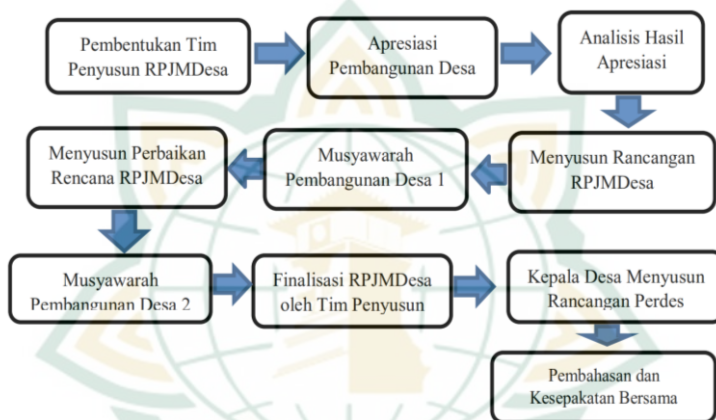 Pembentukan Tim
Penyusun RPJMDesa
Apresiasi
Pembangunan Desa
Analisis Hasil
Apresiasi
Menyusun Rancangan
RPJMDesa
Musyawarah
Pembangunan Desa 1
Menyusun Perbaikan
Rencana RPJMDesa
Musyawarah
Pembangunan Desa 2
Finalisasi RPJMDesa
oleh Tim Penyusun
Kepala Desa Menyusun
Rancangan Perdes
Pembahasan dan
Kesepakatan Bersama